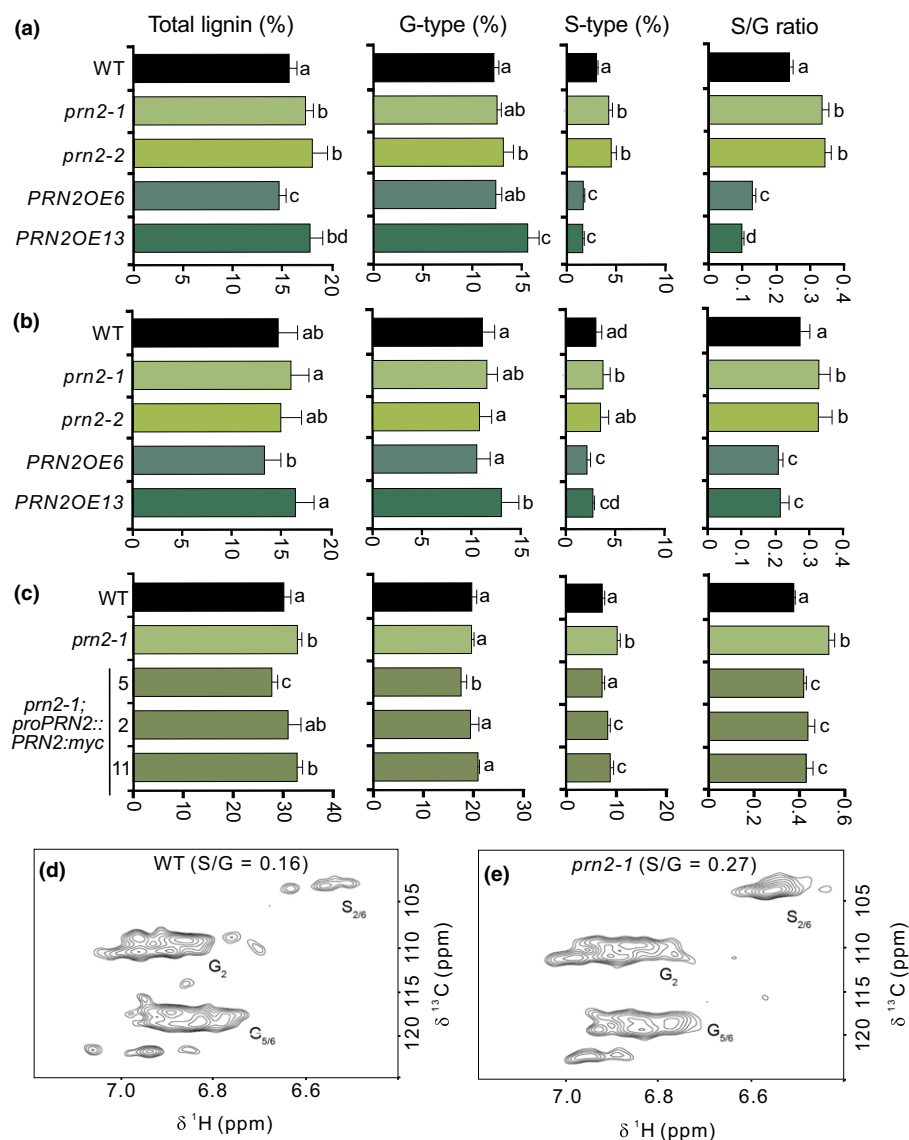 (a) Total lignin (%) G-type (%) S-type (%) S/G ratio
WT a a a a
prn2-1 b ab b b
prn2-2 b b b b
PRN2OE6 c ab c c
PRN2OE13 bd c c d
0 5 10 15 20 0 5 10 15 0 5 10 0 0.1 0.2 0.3 0.4
(b)
WT ab a ad a
prn2-1 a ab b b
prn2-2 ab a ab b
PRN2OE6 b a c c
PRN2OE13 a b cd c
0 5 10 15 20 0 5 10 15 0 5 10 0 0.1 0.2 0.3 0.4
(c)
WT a a a a
prn2-1 b a b b
prn2-1; proPRN2:: PRN2:myc
5 c b a c
2 ab a c c
11 b a c c
0 10 20 30 40 0 10 20 30 0 5 10 0 0.2 0.4 0.6
(d) WT (S/G = 0.16)
S2/6
G2
G5/6
105 110 115 120
δ 13C (ppm)
7.0 6.8 6.6
δ 1H (ppm)
(e) prn2-1 (S/G = 0.27)
S2/6
G2
G5/6
105 110 115 120
δ 13C (ppm)
7.0 6.8 6.6
δ 1H (ppm)